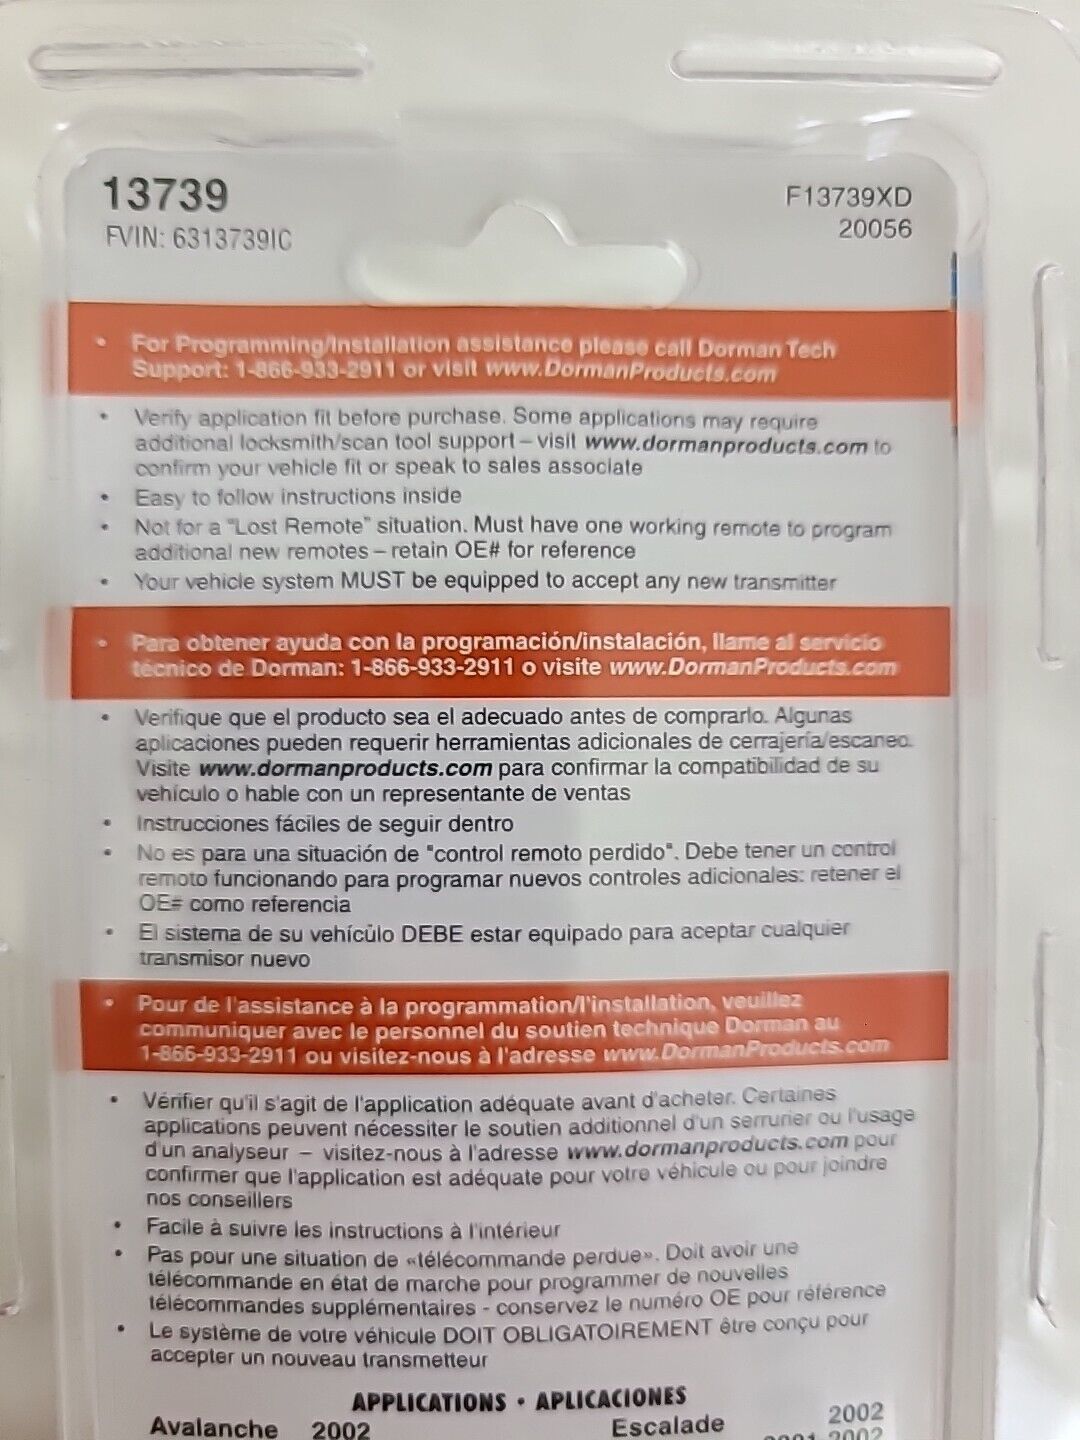 13739
FVIN: 6313739IC
F13739XD
20056
• For Programming/Installation assistance please call Dorman Tech
Support: 1-866-933-2911 or visit www.DormanProducts.com
• Verify application fit before purchase. Some applications may require
additional locksmith/scan tool support – visit www.dormanproducts.com to
confirm your vehicle fit or speak to sales associate
• Easy to follow instructions inside
• Not for a "Lost Remote" situation. Must have one working remote to program
additional new remotes – retain OE# for reference
• Your vehicle system MUST be equipped to accept any new transmitter
• Para obtener ayuda con la programación/instalación, llame al servicio
técnico de Dorman: 1-866-933-2911 o visite www.DormanProducts.com
• Verifique que el producto sea el adecuado antes de comprarlo. Algunas
aplicaciones pueden requerir herramientas adicionales de cerrajería/escaneo.
Visite www.dormanproducts.com para confirmar la compatibilidad de su
vehículo o hable con un representante de ventas
• Instrucciones fáciles de seguir dentro
• No es para una situación de "control remoto perdido". Debe tener un control
remoto funcionando para programar nuevos controles adicionales: retener el
OE# como referencia
• El sistema de su vehícúlo DEBE estar equipado para aceptar cualquier
transmisor nuevo
• Pour de l'assistance à la programmation/l'installation, veuillez
communiquer avec le personnel du soutien technique Dorman au
1-866-933-2911 ou visitez-nous à l'adresse www.DormanProducts.com
• Vérifier qu'il s'agit de l'application adéquate avant d'acheter. Certaines
applications peuvent nécessiter le soutien additionnel d'un serrurier ou l'usage
d'un analyseur – visitez-nous à l'adresse www.dormanproducts.com pour
confirmer que l'application est adéquate pour votre véhicule ou pour joindre
nos conseillers
• Facile à suivre les instructions à l'intérieur
• Pas pour une situation de «télécommande perdue». Doit avoir une
télécommande en état de marche pour programmer de nouvelles
télécommandes supplémentaires - conservez le numéro OE pour référence
• Le système de votre véhicule DOIT OBLIGATOIREMENT être conçu pour
accepter un nouveau transmetteur
APPLICATIONS • APLICACIONES
Avalanche 2002
Escalade 2002
2001-2002